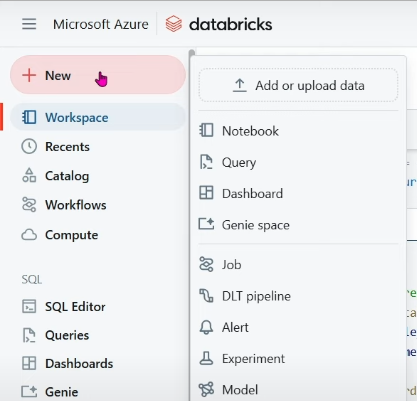 Microsoft Azure databricks
New
Workspace
Recents
Catalog
Workflows
Compute
SQL
SQL Editor
Queries
Dashboards
Genie
Add or upload data
Notebook
Query
Dashboard
Genie space
Job
DLT pipeline
Alert
Experiment
Model